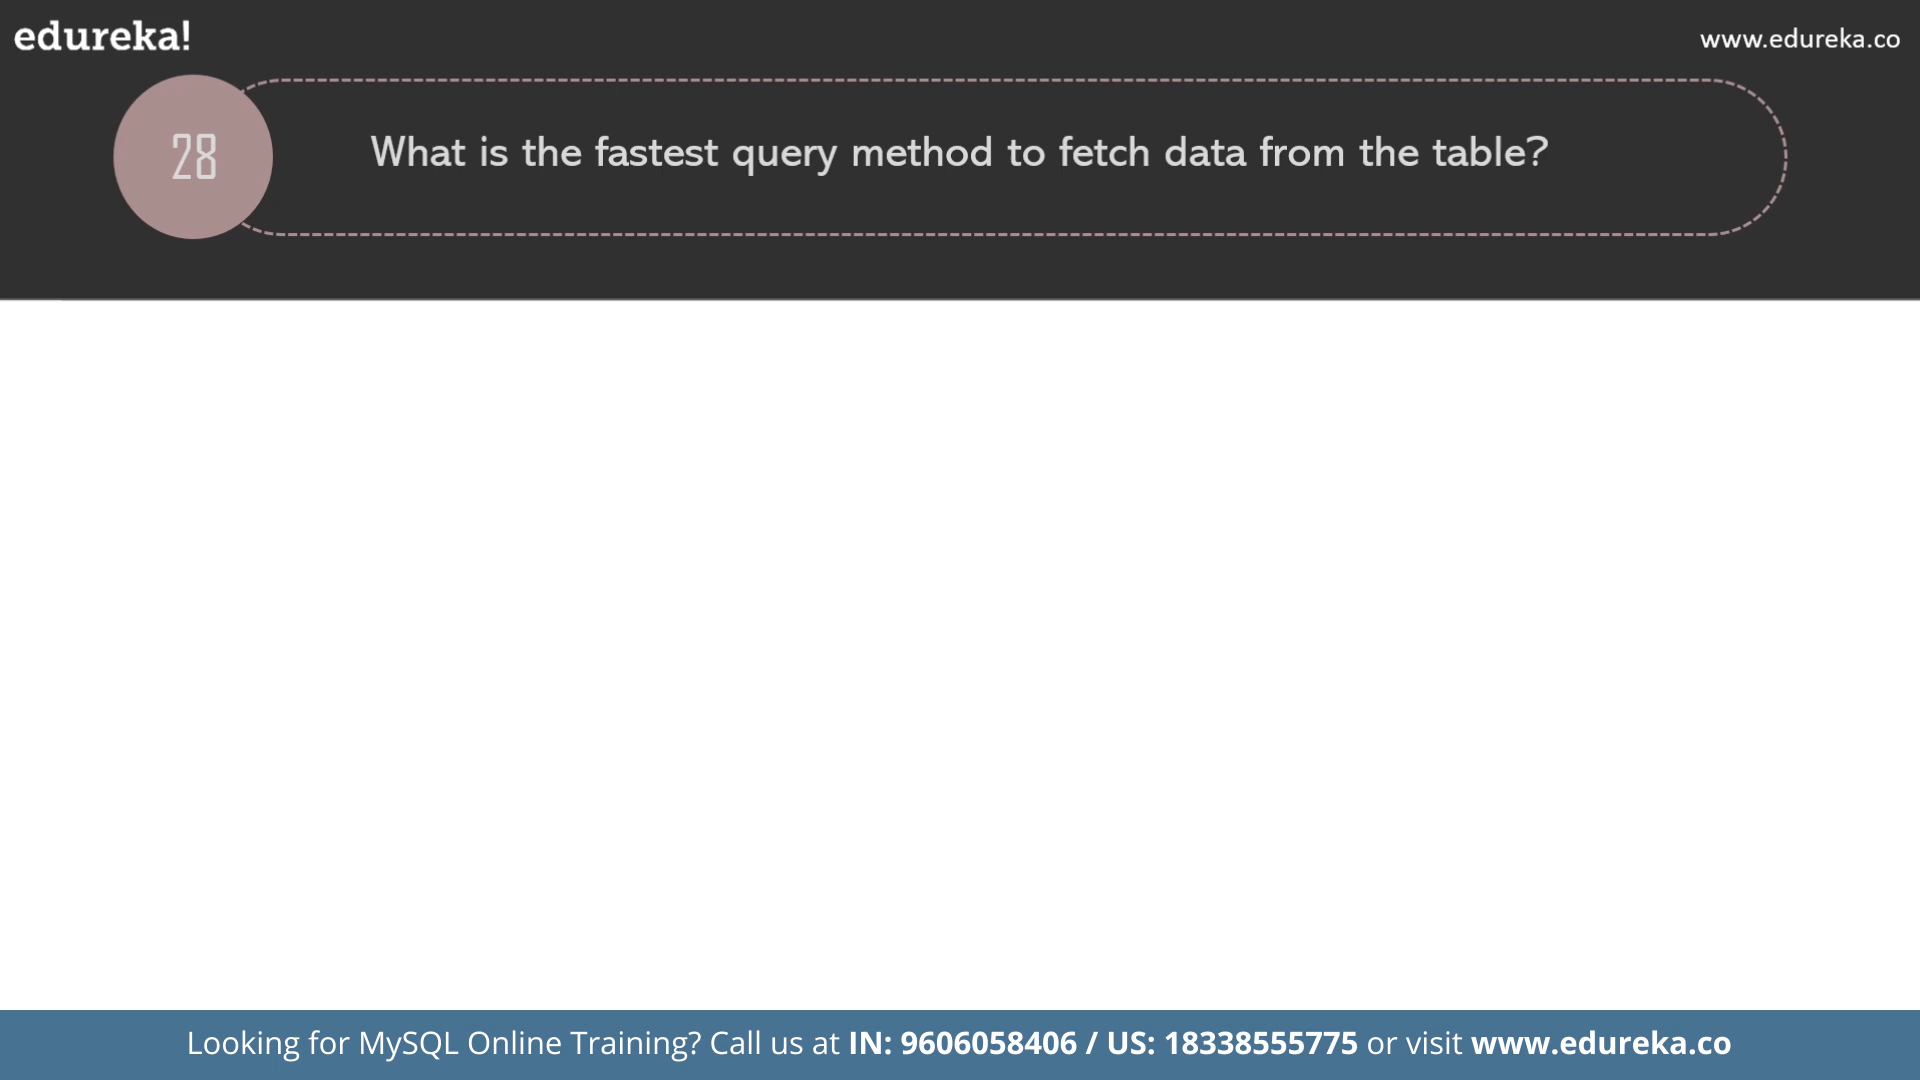 edureka!
www.edureka.co
28
What is the fastest query method to fetch data from the table?
Looking for MySQL Online Training? Call us at IN: 9606058406 / US: 18338555775 or visit www.edureka.co